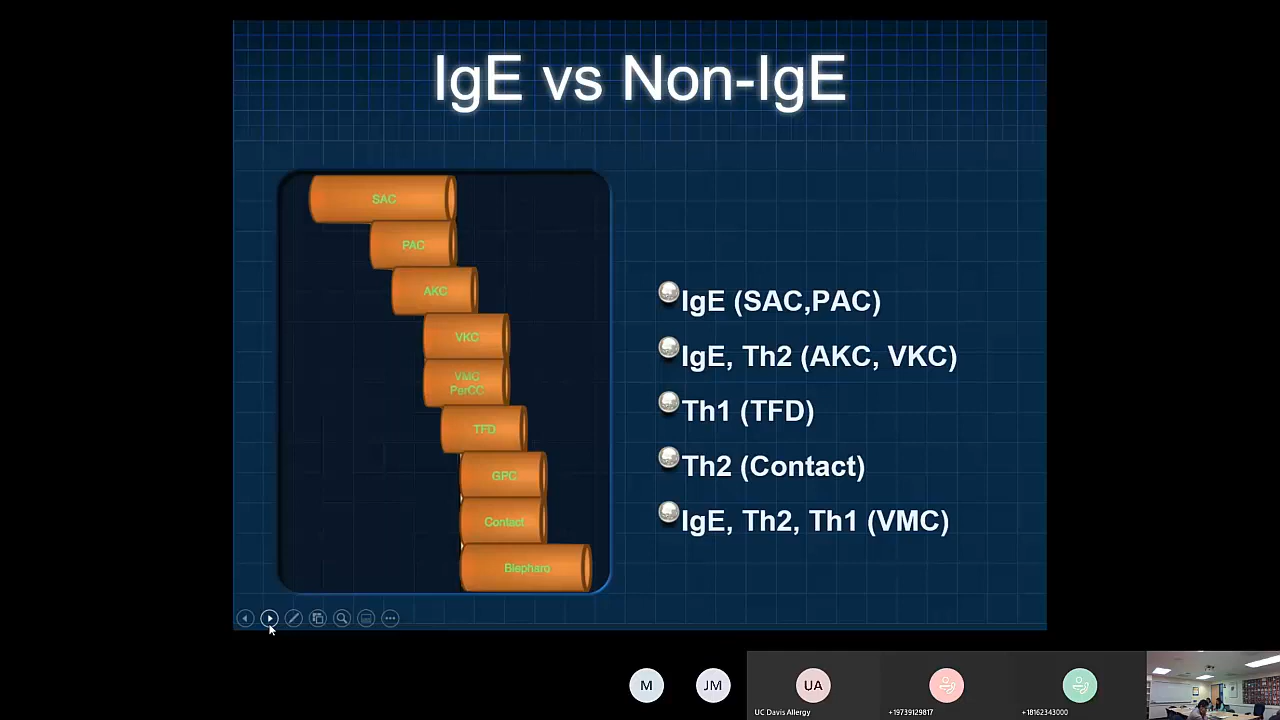 IgE vs Non-IgE
SAC
PAC
AKC
VKC
VMC
PerCC
TFD
GPC
Contact
Blepharo
IgE (SAC,PAC)
IgE, Th2 (AKC, VKC)
Th1 (TFD)
Th2 (Contact)
IgE, Th2, Th1 (VMC)
M
JM
UA
UC Davis Allergy
+19739129817
+18162343000